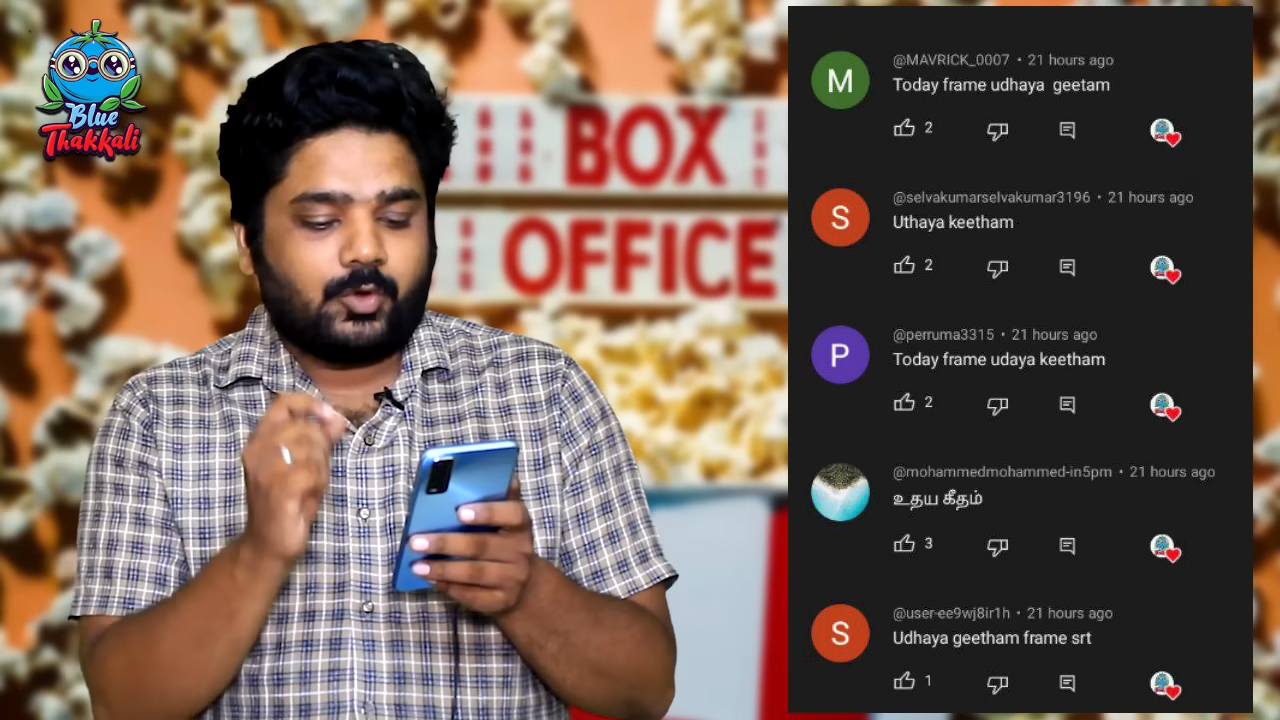 Blue
Thakkali
BOX
OFFICE
@MAVRICK_0007 • 21 hours ago
Today frame udhaya geetam
2
@selvakumarselvakumar3196 • 21 hours ago
Uthaya keetham
2
@perruma3315 • 21 hours ago
Today frame udaya keetham
2
@mohammedmohammed-in5pm • 21 hours ago
உதய கீதம்
3
@user-ee9wj8ir1h • 21 hours ago
Udhaya geetham frame srt
1